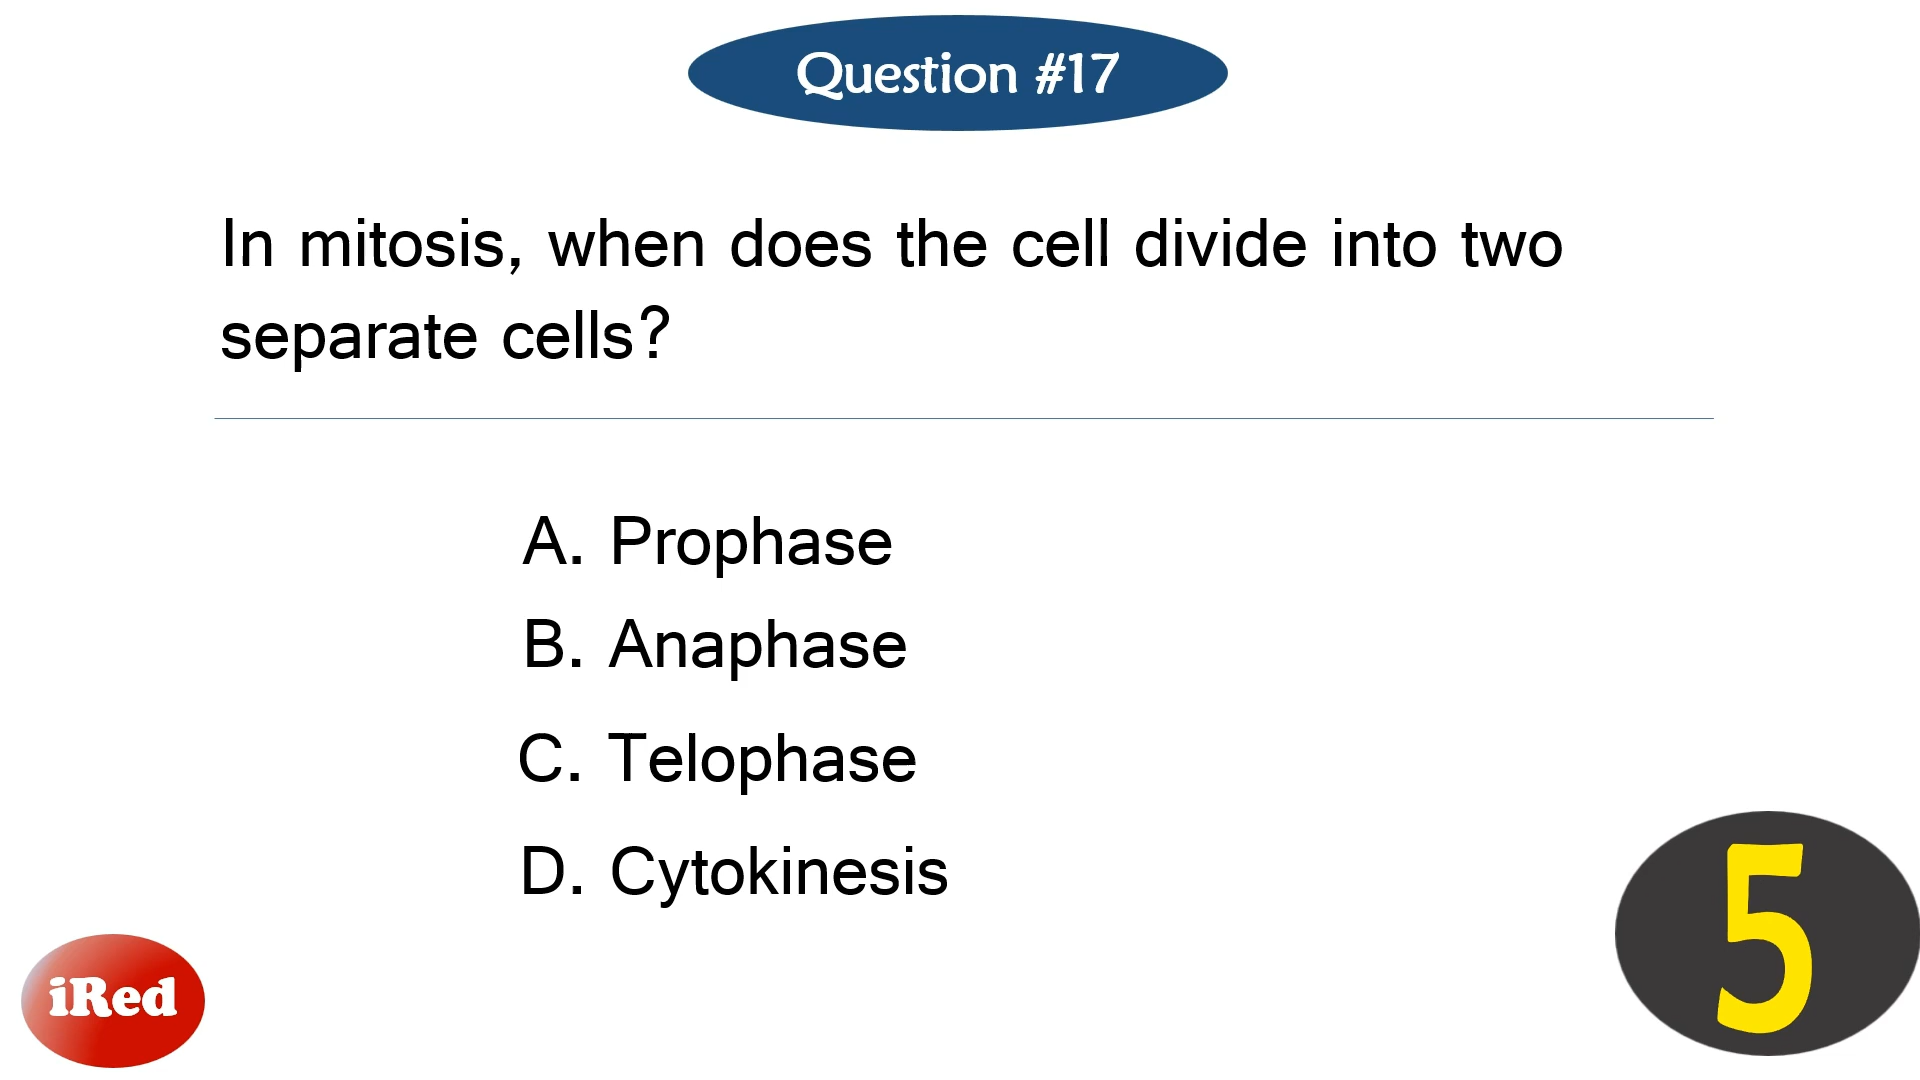 Question #17
In mitosis, when does the cell divide into two
separate cells?
A. Prophase
B. Anaphase
C. Telophase
D. Cytokinesis
iRed
5